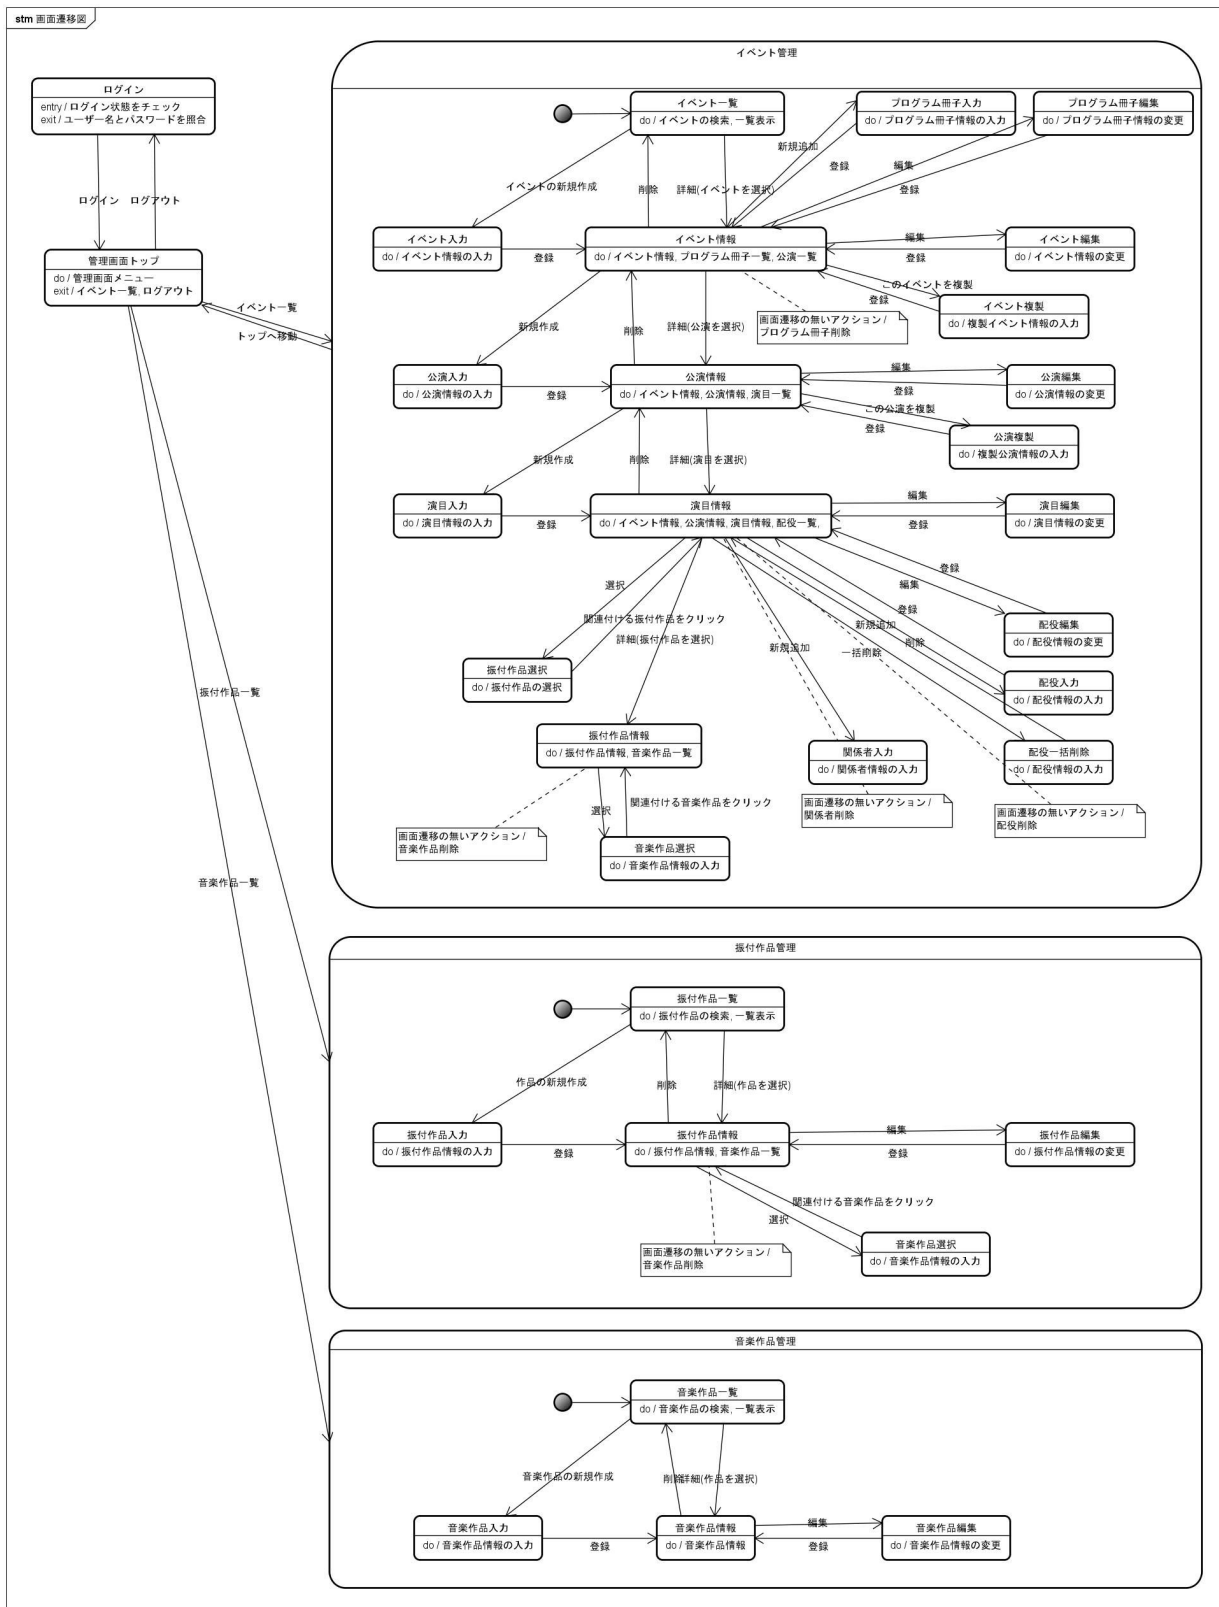 stm 画面遷移図
イベント管理
ログイン
entry / ログイン状態をチェック
exit / ユーザー名とパスワードを照合
イベント一覧
do / イベントの検索, 一覧表示
プログラム冊子入力
do / プログラム冊子情報の入力
プログラム冊子編集
do / プログラム冊子情報の変更
新規追加
登録
編集
登録
イベントの新規作成
削除
詳細(イベントを選択)
ログイン
ログアウト
イベント入力
do / イベント情報の入力
登録
イベント情報
do / イベント情報, プログラム冊子一覧, 公演一覧
編集
登録
イベント編集
do / イベント情報の変更
管理画面トップ
do / 管理画面メニュー
exit / イベント一覧, ログアウト
このイベントを複製
登録
イベント複製
do / 複製イベント情報の入力
イベント一覧
トップへ移動
新規作成
削除
詳細(公演を選択)
画面遷移の無いアクション /
プログラム冊子削除
公演入力
do / 公演情報の入力
登録
公演情報
do / イベント情報, 公演情報, 演目一覧
編集
登録
公演編集
do / 公演情報の変更
この公演を複製
登録
公演複製
do / 複製公演情報の入力
新規作成
削除
詳細(演目を選択)
演目入力
do / 演目情報の入力
登録
演目情報
do / イベント情報, 公演情報, 演目情報, 配役一覧,
編集
登録
演目編集
do / 演目情報の変更
選択
関連付ける振付作品をクリック
詳細(振付作品を選択)
登録
編集
登録
新規追加
削除
新規追加
一括削除
配役編集
do / 配役情報の変更
振付作品選択
do / 振付作品の選択
配役入力
do / 配役情報の入力
振付作品一覧
振付作品情報
do / 振付作品情報, 音楽作品一覧
関係者入力
do / 関係者情報の入力
配役一括削除
do / 配役情報の入力
選択
関連付ける音楽作品をクリック
画面遷移の無いアクション /
関係者削除
画面遷移の無いアクション /
配役削除
画面遷移の無いアクション /
音楽作品削除
音楽作品選択
do / 音楽作品情報の入力
音楽作品一覧
振付作品管理
振付作品一覧
do / 振付作品の検索, 一覧表示
作品の新規作成
削除
詳細(作品を選択)
振付作品入力
do / 振付作品情報の入力
登録
振付作品情報
do / 振付作品情報, 音楽作品一覧
編集
登録
振付作品編集
do / 振付作品情報の変更
関連付ける音楽作品をクリック
選択
画面遷移の無いアクション /
音楽作品削除
音楽作品選択
do / 音楽作品情報の入力
音楽作品管理
音楽作品一覧
do / 音楽作品の検索, 一覧表示
音楽作品の新規作成
削除
詳細(作品を選択)
音楽作品入力
do / 音楽作品情報の入力
登録
音楽作品情報
do / 音楽作品情報
編集
登録
音楽作品編集
do / 音楽作品情報の変更